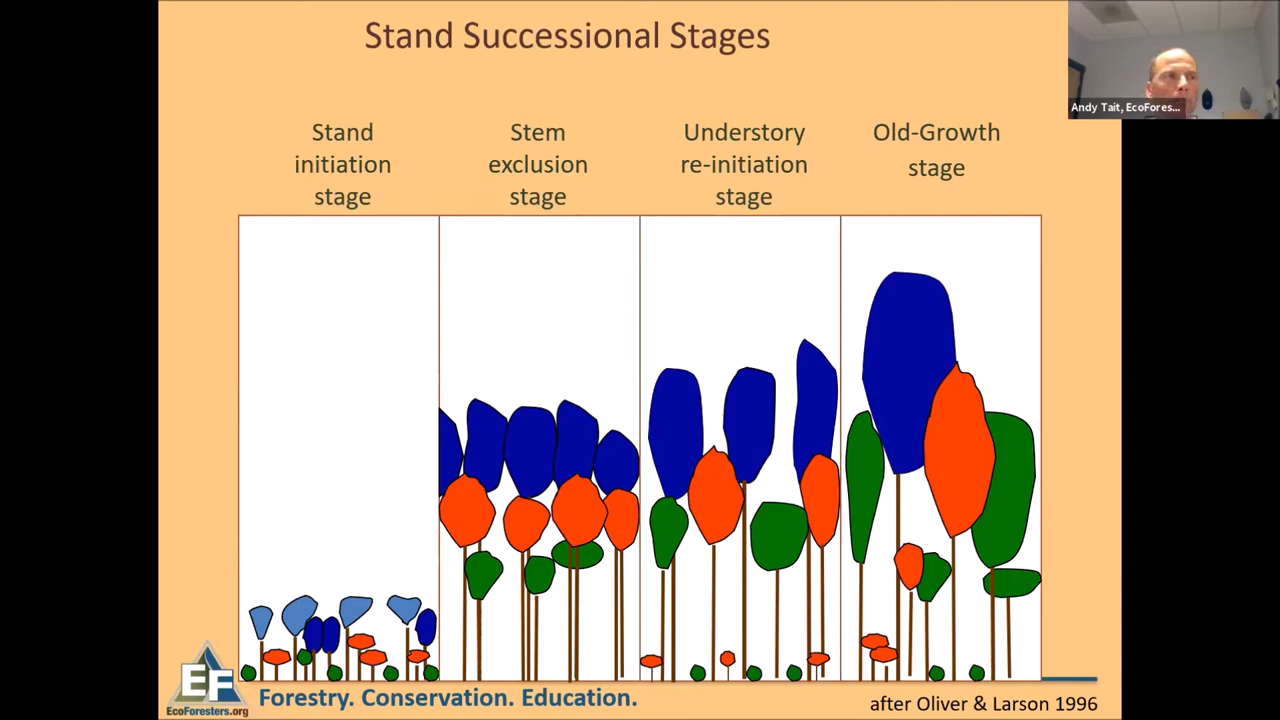 Stand Successional Stages
Andy Tait, EcoFores...
Stand
initiation
stage
Stem
exclusion
stage
Understory
re-initiation
stage
Old-Growth
stage
EF
EcoForesters.org
Forestry. Conservation. Education.
after Oliver & Larson 1996